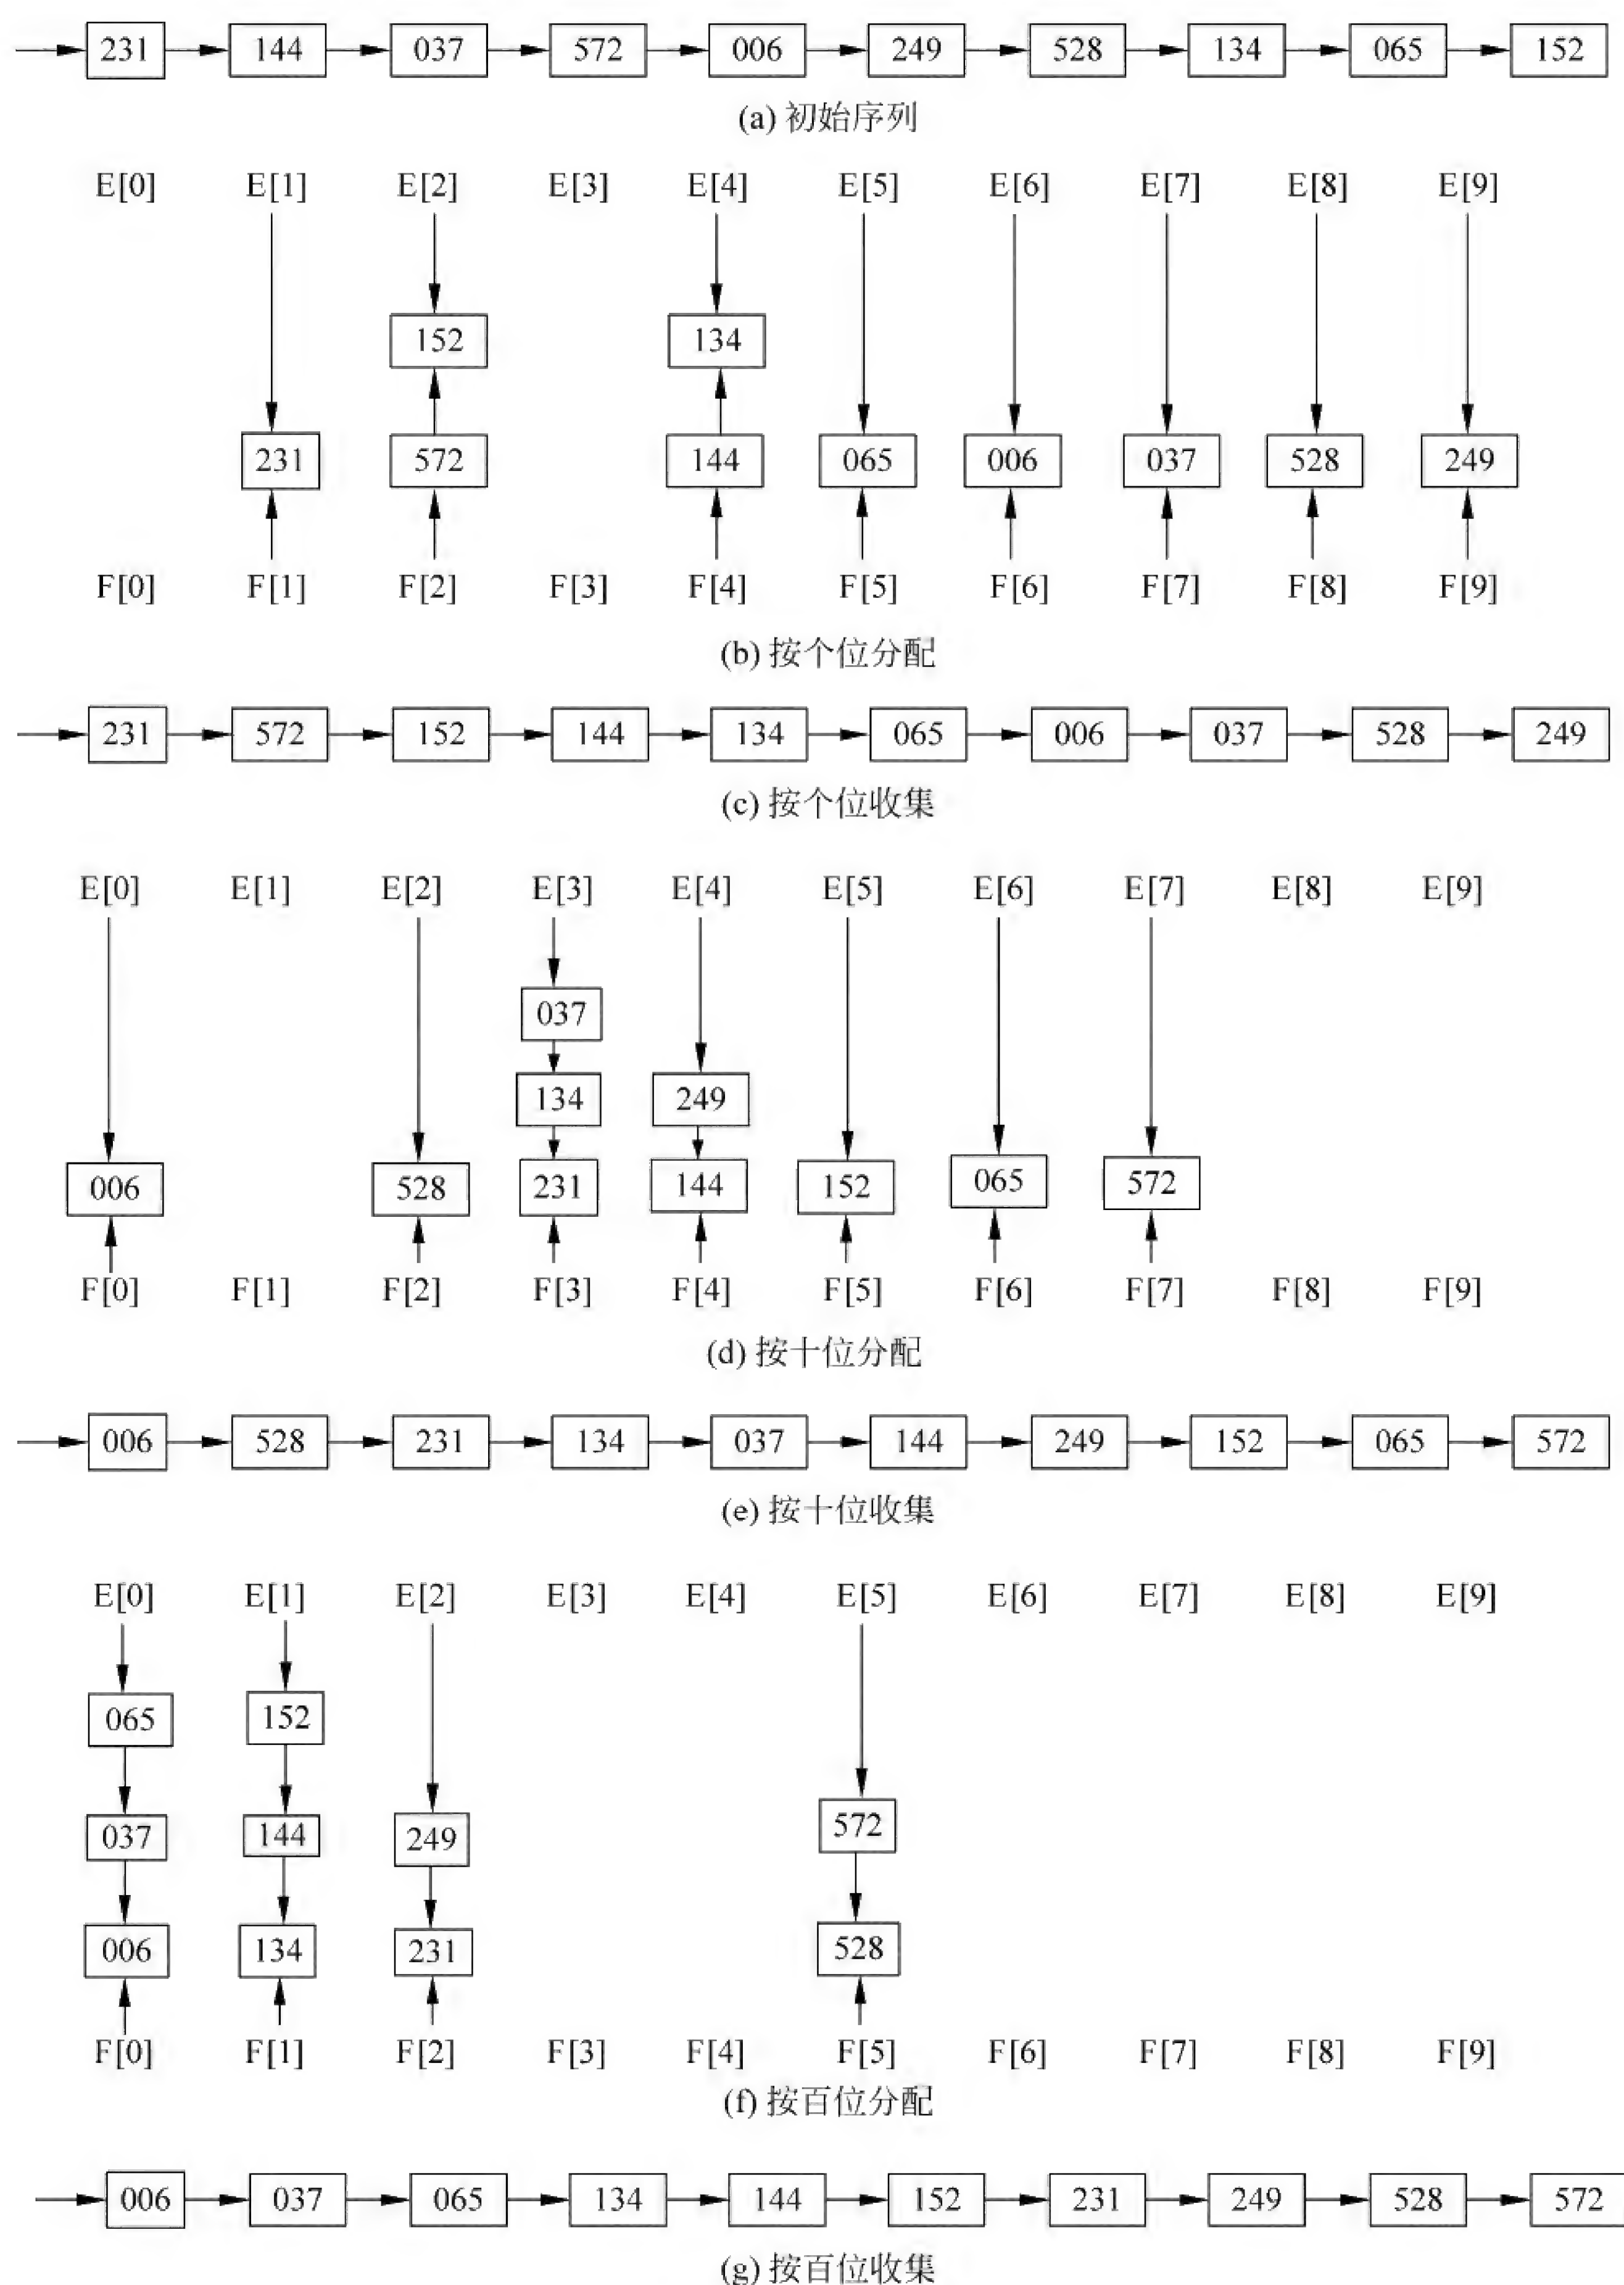 231 144 037 572 006 249 528 134 065 152
(a) 初始序列
E[0] E[1] E[2] E[3] E[4] E[5] E[6] E[7] E[8] E[9]
152 134
231 572 144 065 006 037 528 249
F[0] F[1] F[2] F[3] F[4] F[5] F[6] F[7] F[8] F[9]
(b) 按个位分配
231 572 152 144 134 065 006 037 528 249
(c) 按个位收集
E[0] E[1] E[2] E[3] E[4] E[5] E[6] E[7] E[8] E[9]
037
134 249
006 528 231 144 152 065 572
F[0] F[1] F[2] F[3] F[4] F[5] F[6] F[7] F[8] F[9]
(d) 按十位分配
006 528 231 134 037 144 249 152 065 572
(e) 按十位收集
E[0] E[1] E[2] E[3] E[4] E[5] E[6] E[7] E[8] E[9]
065 152
037 144 249 572
006 134 231 528
F[0] F[1] F[2] F[3] F[4] F[5] F[6] F[7] F[8] F[9]
(f) 按百位分配
006 037 065 134 144 152 231 249 528 572
(g) 按百位收集